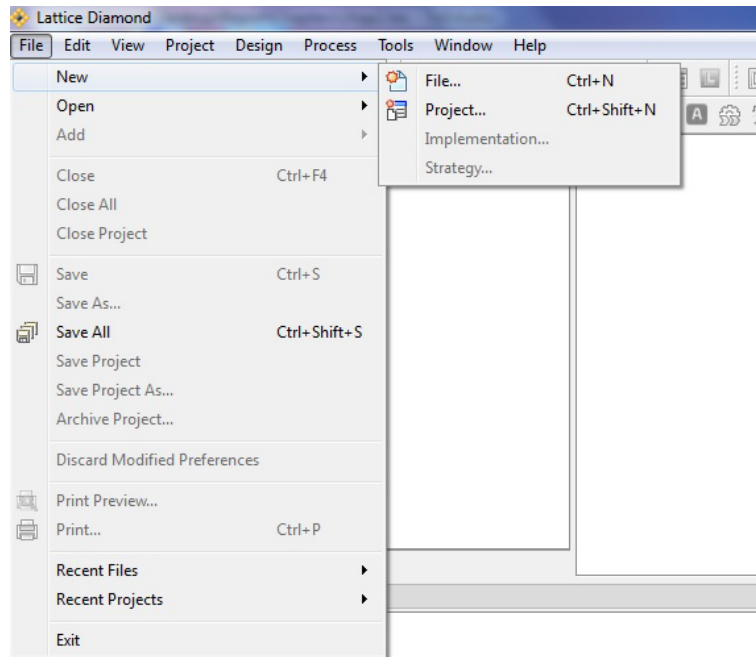 Lattice Diamond
File Edit View Project Design Process Tools Window Help
New
Open
Add
Close Ctrl+F4
Close All
Close Project
Save Ctrl+S
Save As...
Save All Ctrl+Shift+S
Save Project
Save Project As...
Archive Project...
Discard Modified Preferences
Print Preview...
Print... Ctrl+P
Recent Files
Recent Projects
Exit
File... Ctrl+N
Project... Ctrl+Shift+N
Implementation...
Strategy...
A